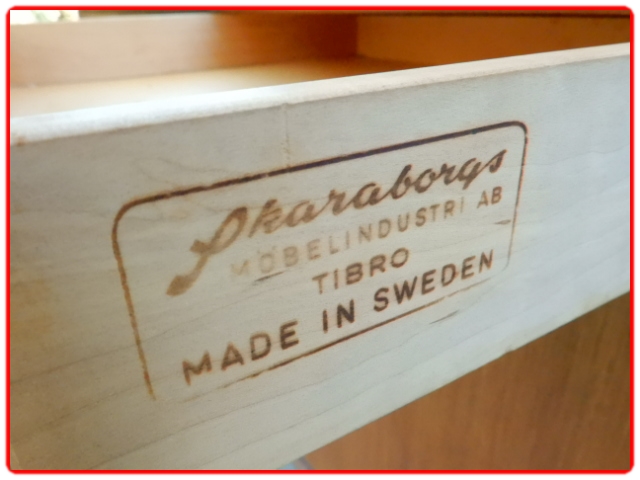 Skaraborgs
MÖBELINDUSTRI AB
TIBRO
MADE IN SWEDEN